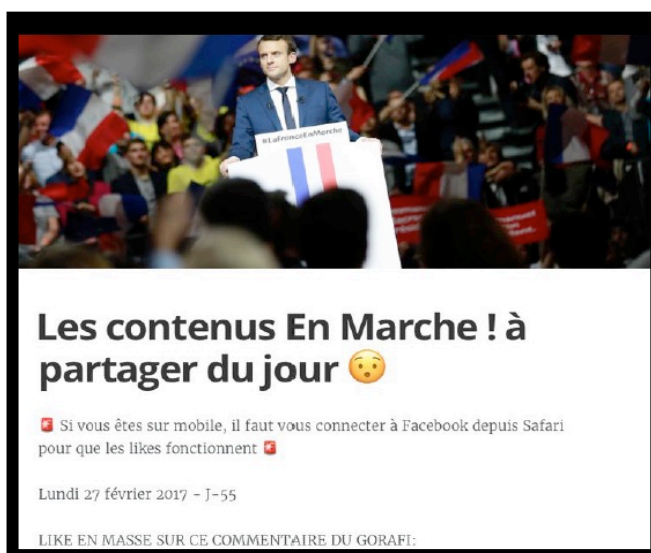 #LaFranceEnMarche
Les contenus En Marche ! à
partager du jour 😯
🚨 Si vous êtes sur mobile, il faut vous connecter à Facebook depuis Safari
pour que les likes fonctionnent 🚨
Lundi 27 février 2017 - J-55
LIKE EN MASSE SUR CE COMMENTAIRE DU GORAFI: